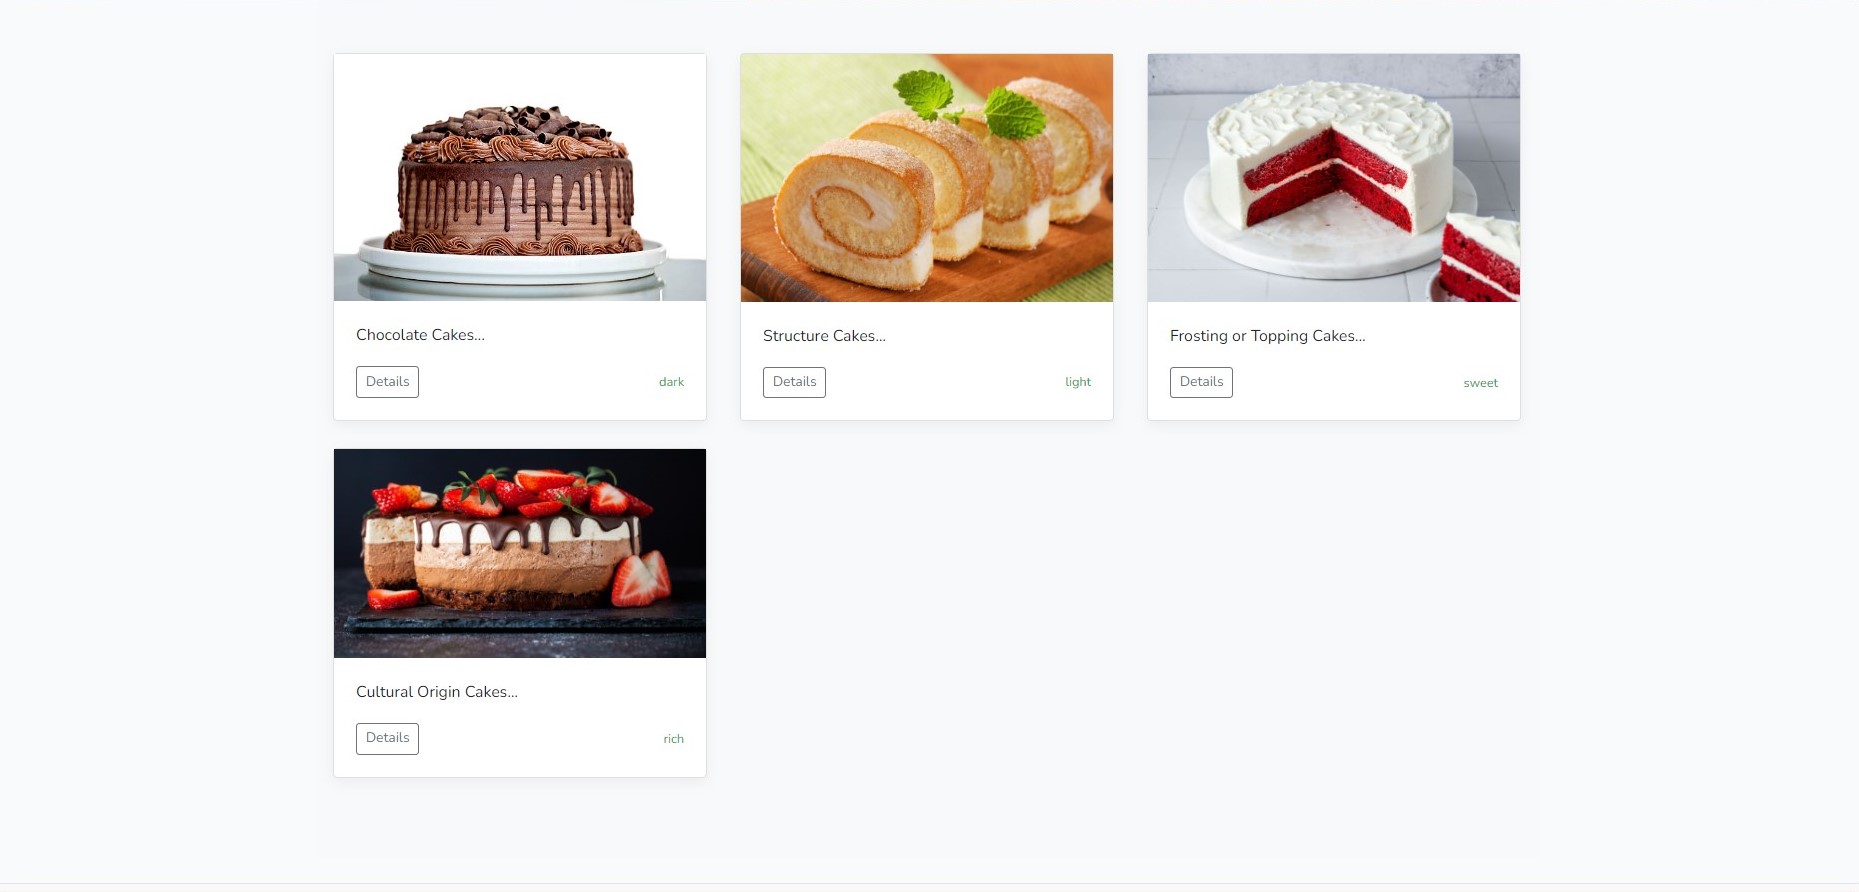 Chocolate Cakes...
Details
dark
Structure Cakes...
Details
light
Frosting or Topping Cakes...
Details
sweet
Cultural Origin Cakes...
Details
rich